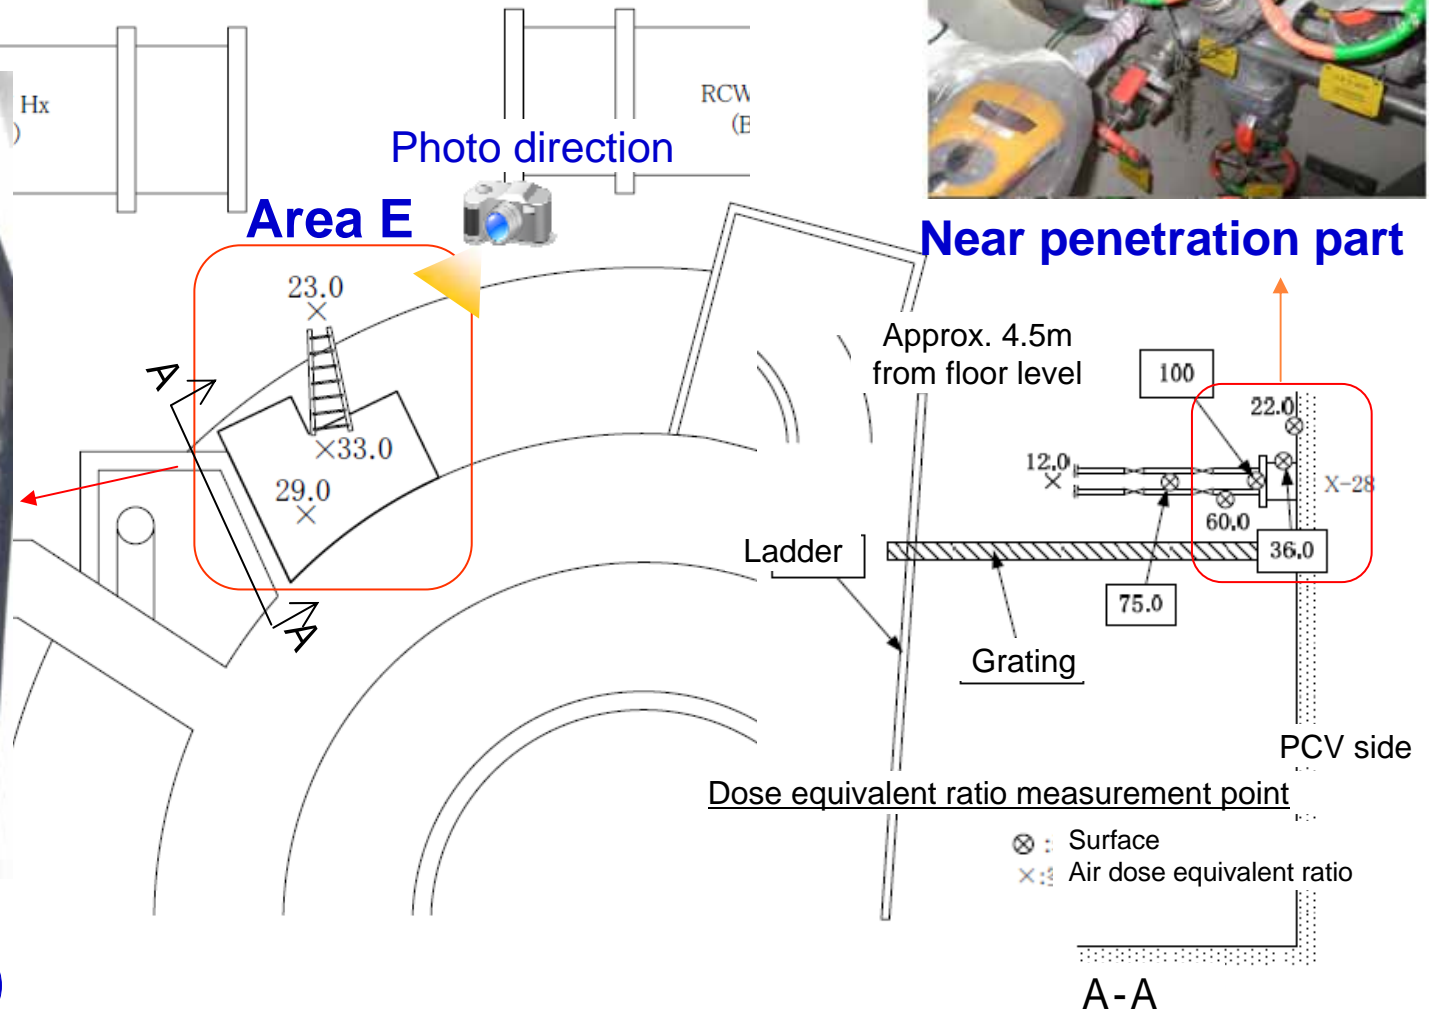 Hx
)
RCW
(B
Photo direction
Area E
23.0
A
×33.0
29.0
A
Near penetration part
Approx. 4.5m
from floor level
100
22.0
12.0
X-28
60.0
36.0
Ladder
75.0
Grating
PCV side
Dose equivalent ratio measurement point
⊗ : Surface
× : Air dose equivalent ratio
A-A
)